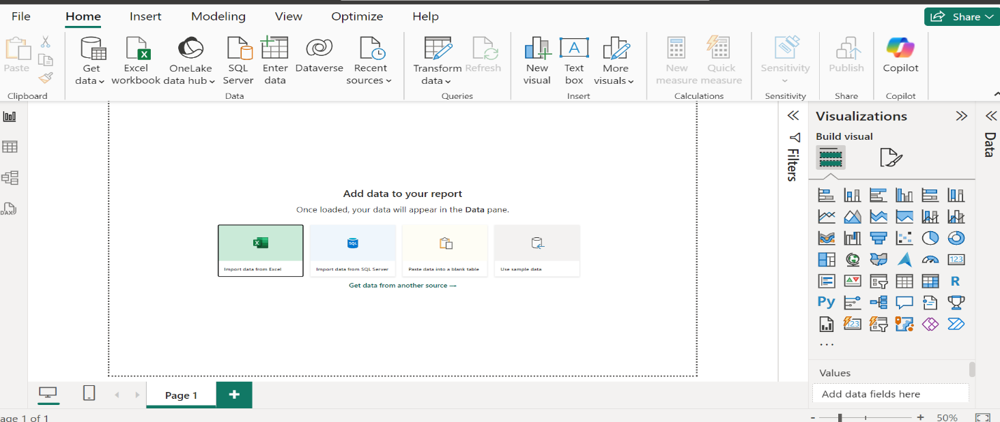 File Home Insert Modeling View Optimize Help Share
Paste
Clipboard
Get data
Excel workbook
OneLake data hub
SQL Server
Enter data
Dataverse
Recent sources
Data
Transform data
Refresh
Queries
New visual
Text box
More visuals
Insert
New measure
Quick measure
Calculations
Sensitivity
Sensitivity
Publish
Share
Copilot
Copilot
DAX
Add data to your report
Once loaded, your data will appear in the Data pane.
Import data from Excel
SQL
Import data from SQL Server
Paste data into a blank table
Use sample data
Get data from another source →
Filters
Visualizations
Build visual
123
R
Py
123
...
Values
Add data fields here
Data
Page 1
+
age 1 of 1
- + 50%